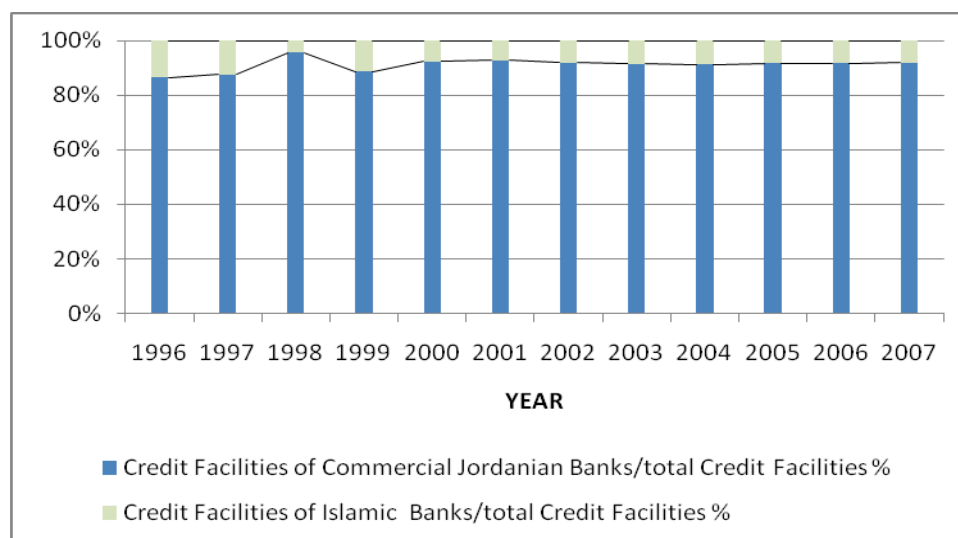 100%
80%
60%
40%
20%
0%
1996 1997 1998 1999 2000 2001 2002 2003 2004 2005 2006 2007
YEAR
Credit Facilities of Commercial Jordanian Banks/total Credit Facilities %
Credit Facilities of Islamic Banks/total Credit Facilities %